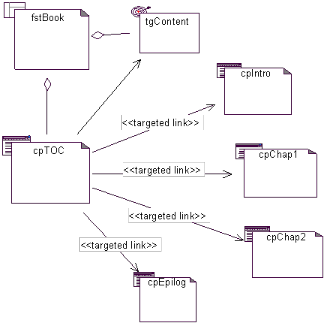 fstBook
tgContent
cpIntro
<<targeted link>>
cpTOC
cpChap1
<<targeted link>>
<<targeted link>>
cpChap2
<<targeted link>>
cpEpilog